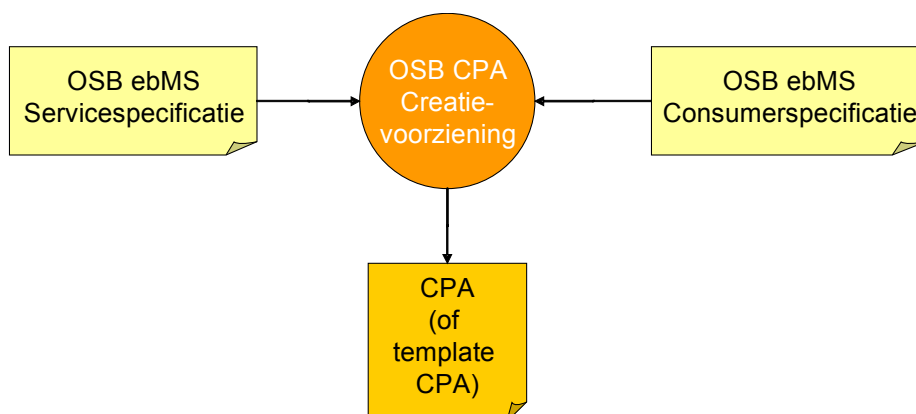 OSB ebMS
Servicespecificatie
OSB CPA
Creatie-
voorziening
OSB ebMS
Consumerspecificatie
CPA
(of
template
CPA)